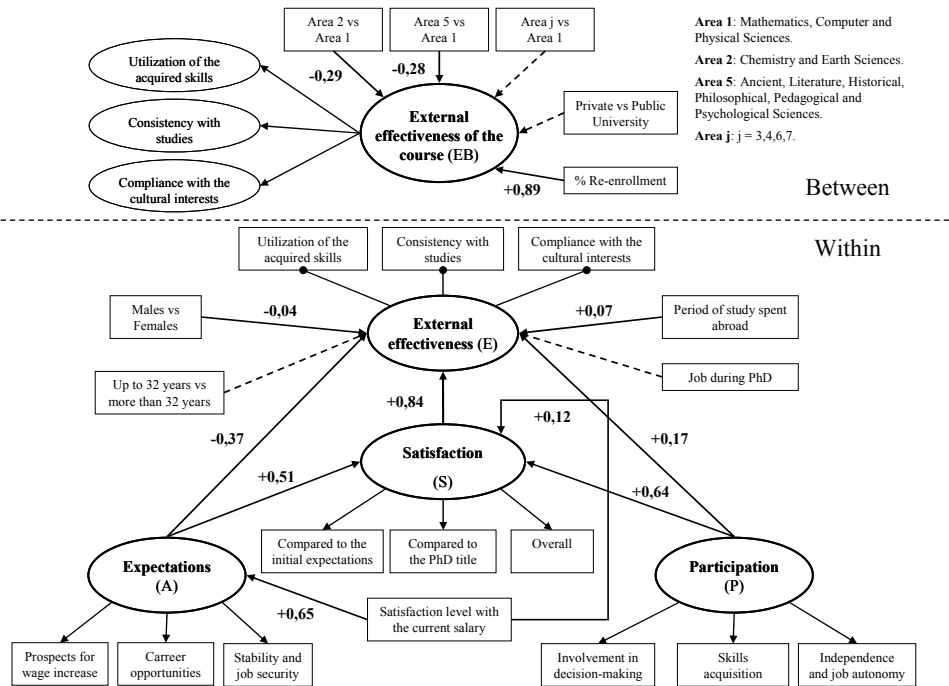 Area 2 vs
Area 1
Area 5 vs
Area 1
Area j vs
Area 1
Area 1: Mathematics, Computer and
Physical Sciences.
Area 2: Chemistry and Earth Sciences.
Area 5: Ancient, Literature, Historical,
Philosophical, Pedagogical and
Psychological Sciences.
Area j: j = 3,4,6,7.
Utilization of the
acquired skills
-0,29
-0,28
Consistency with
studies
External
effectiveness of the
course (EB)
Private vs Public
University
Compliance with the
cultural interests
+0,89
% Re-enrollment
Between
Within
Utilization of the
acquired skills
Consistency with
studies
Compliance with the
cultural interests
Males vs
Females
-0,04
External
effectiveness (E)
+0,07
Period of study spent
abroad
Up to 32 years vs
more than 32 years
Job during PhD
+0,84
+0,12
-0,37
+0,17
Satisfaction
(S)
+0,51
+0,64
Compared to the
initial expectations
Compared to
the PhD title
Overall
Expectations
(A)
Participation
(P)
+0,65
Satisfaction level with
the current salary
Prospects for
wage increase
Carreer
opportunities
Stability and
job security
Involvement in
decision-making
Skills
acquisition
Independence
and job autonomy